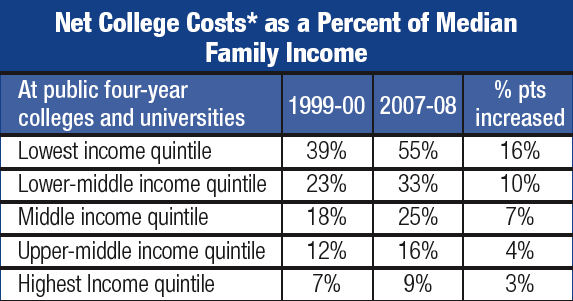 Net College Costs* as a Percent of Median
Family Income
At public four-year
colleges and universities 1999-00 2007-08 % pts
increased
Lowest income quintile 39% 55% 16%
Lower-middle income quintile 23% 33% 10%
Middle income quintile 18% 25% 7%
Upper-middle income quintile 12% 16% 4%
Highest Income quintile 7% 9% 3%